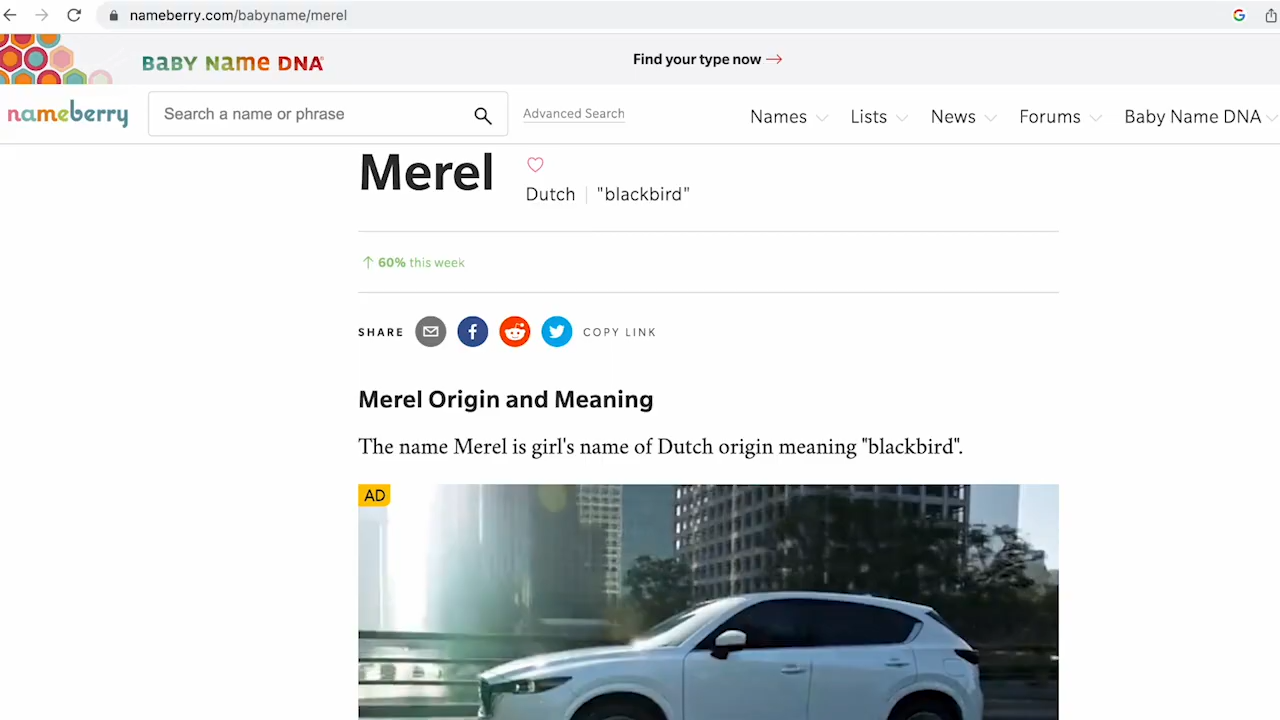 nameberry.com/babyname/merel
BABY NAME DNA
Find your type now →
nameberry
Search a name or phrase
Advanced Search
Names
Lists
News
Forums
Baby Name DNA
Merel
Dutch | "blackbird"
↑ 60% this week
SHARE
COPY LINK
Merel Origin and Meaning
The name Merel is girl's name of Dutch origin meaning "blackbird".
AD